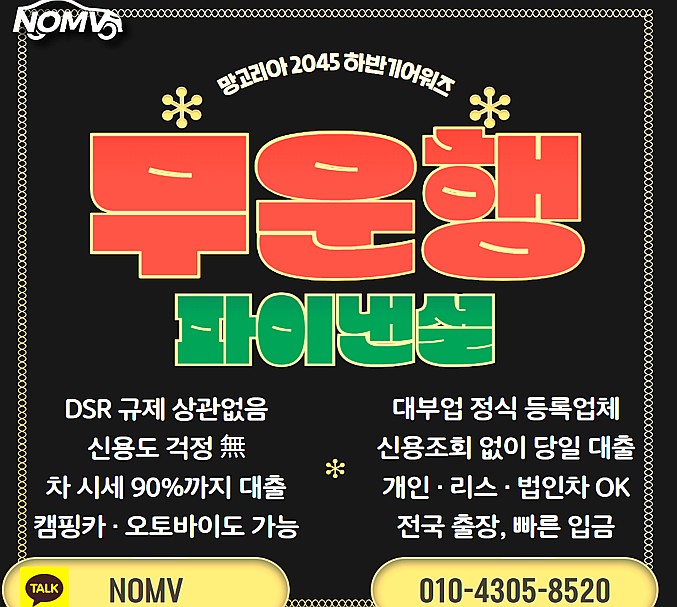 NOMV
망고리아 2045 하반기어워즈
무운행
파이낸셜
DSR 규제 상관없음
신용도 걱정 無
차 시세 90%까지 대출
캠핑카 · 오토바이도 가능
대부업 정식 등록업체
신용조회 없이 당일 대출
개인 · 리스 · 법인차 OK
전국 출장, 빠른 입금
TALK NOMV
010-4305-8520